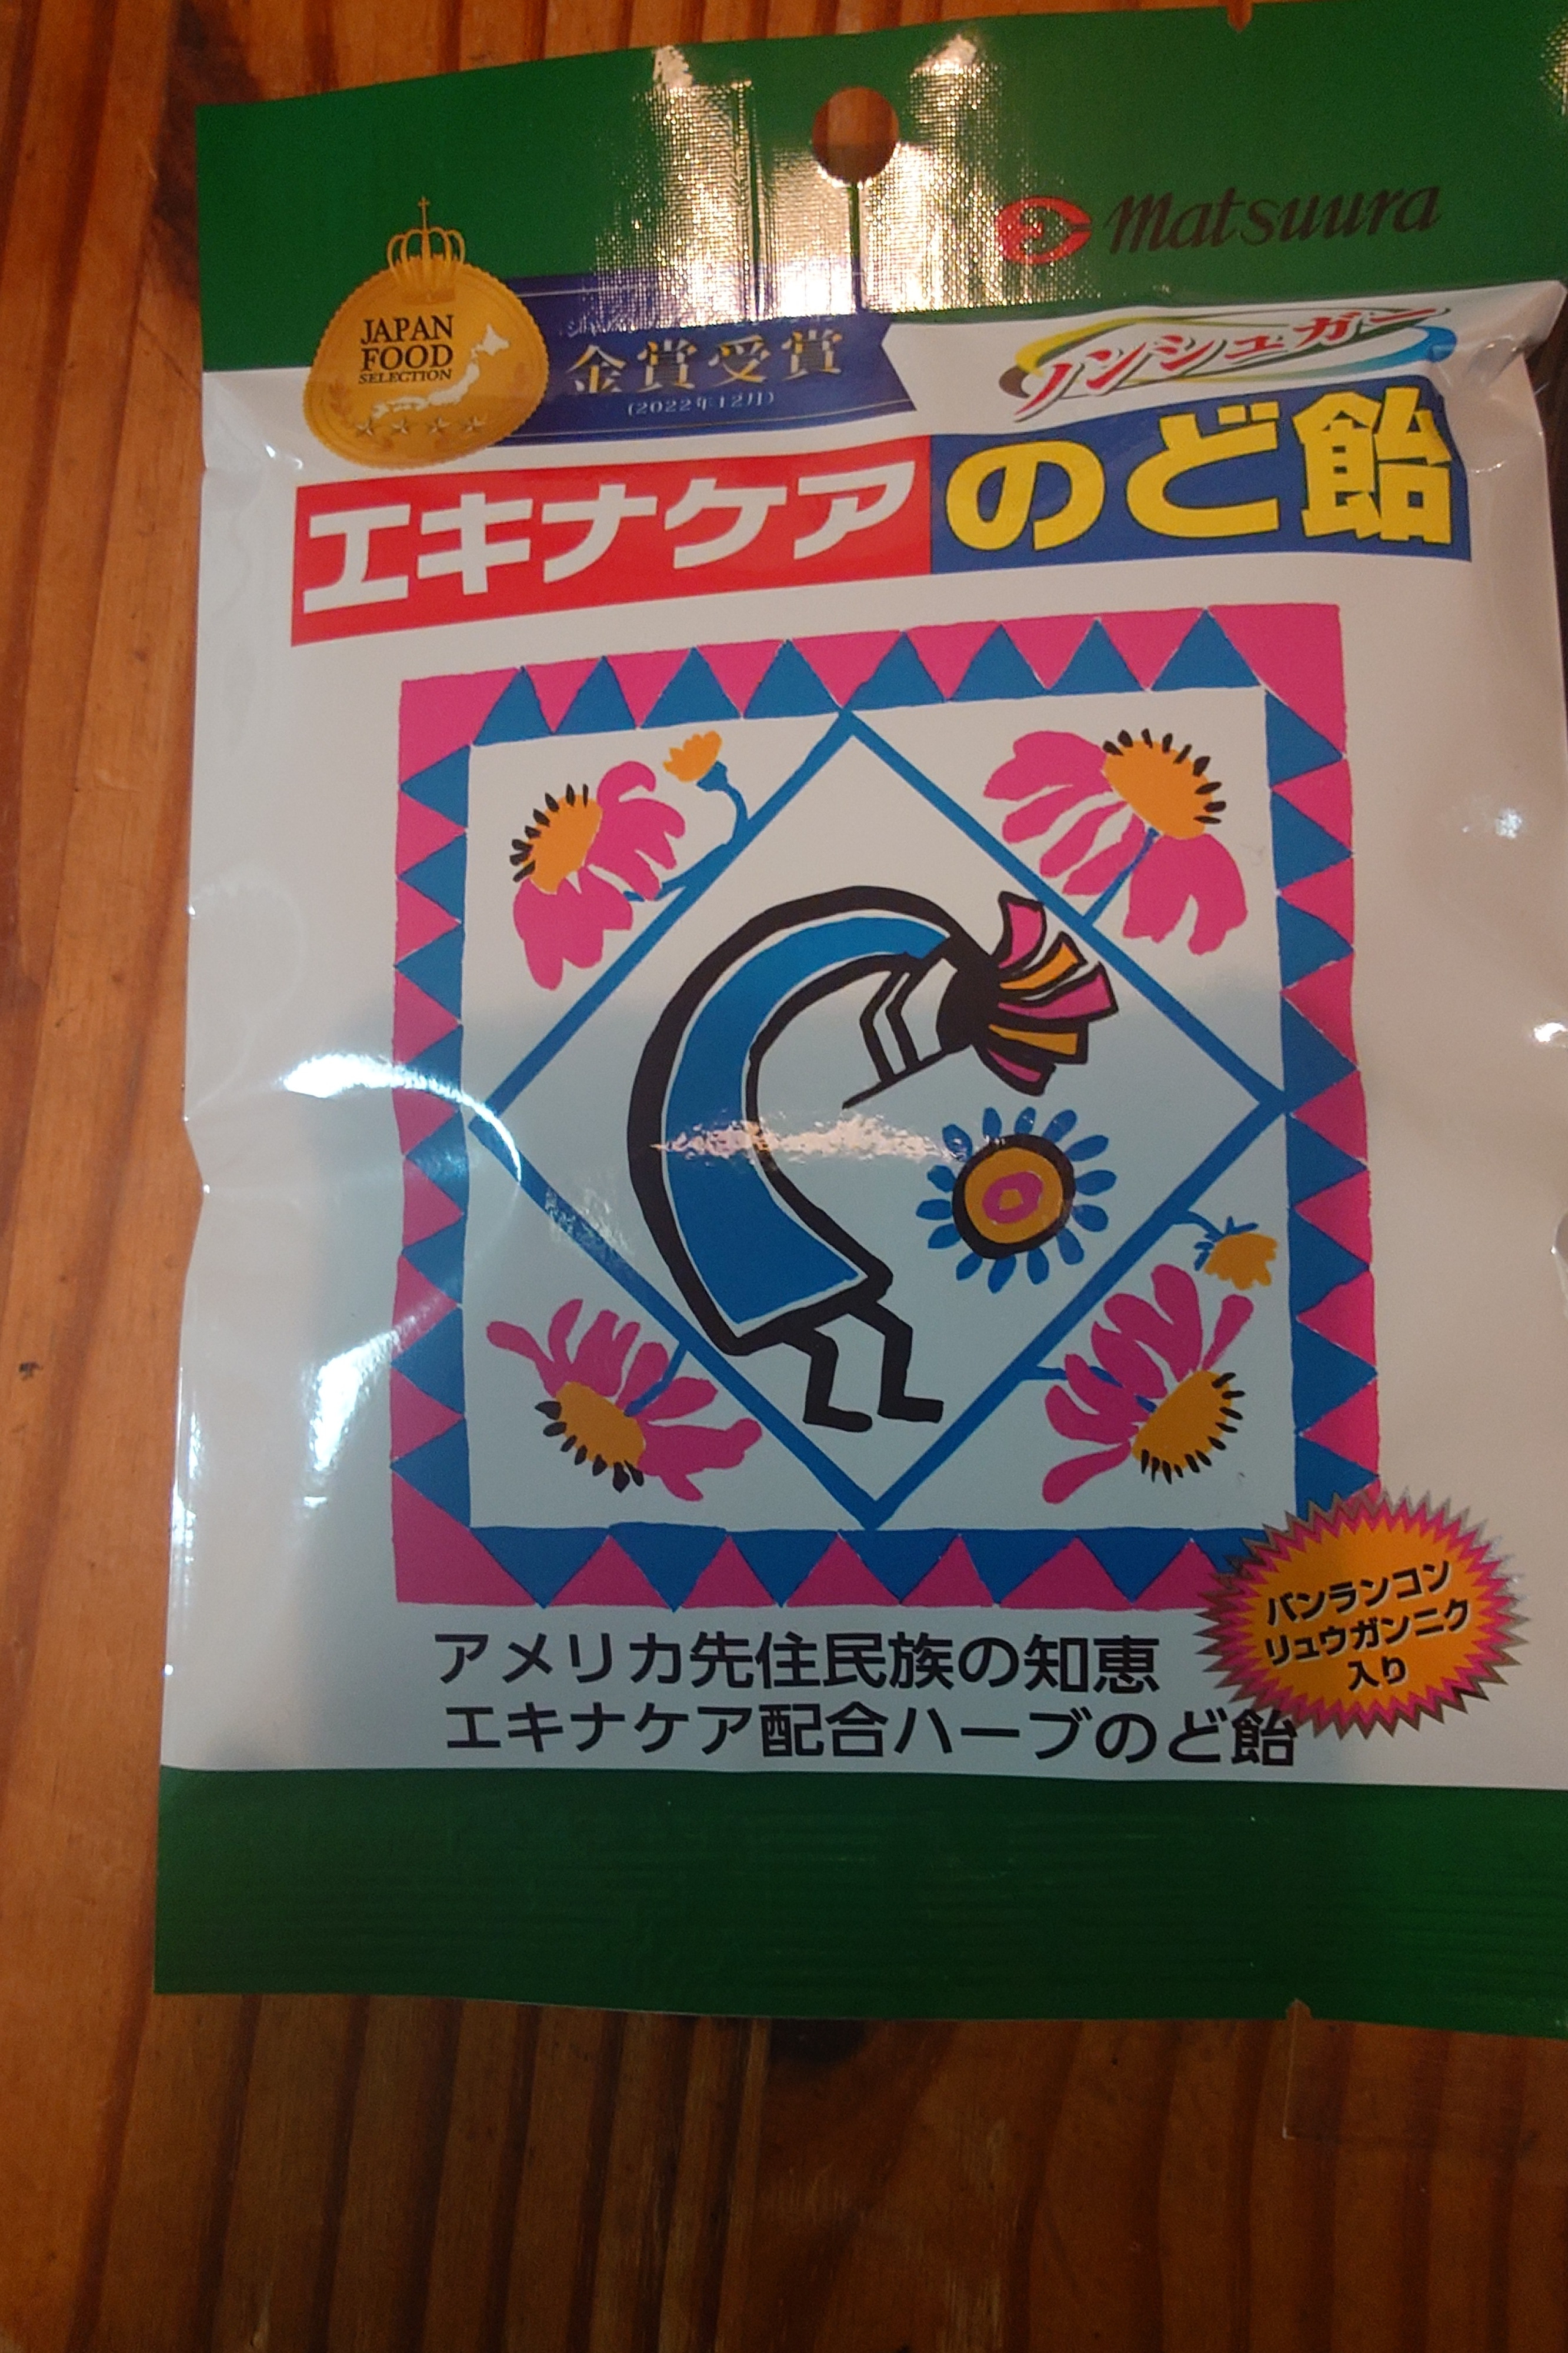 matsuura
JAPAN
FOOD
SELECTION
金賞受賞
(2022年12月)
ノンシュガー
エキナケアのど飴
バンランコン
リュウガンニク
入り
アメリカ先住民族の知恵
エキナケア配合ハーブのど飴